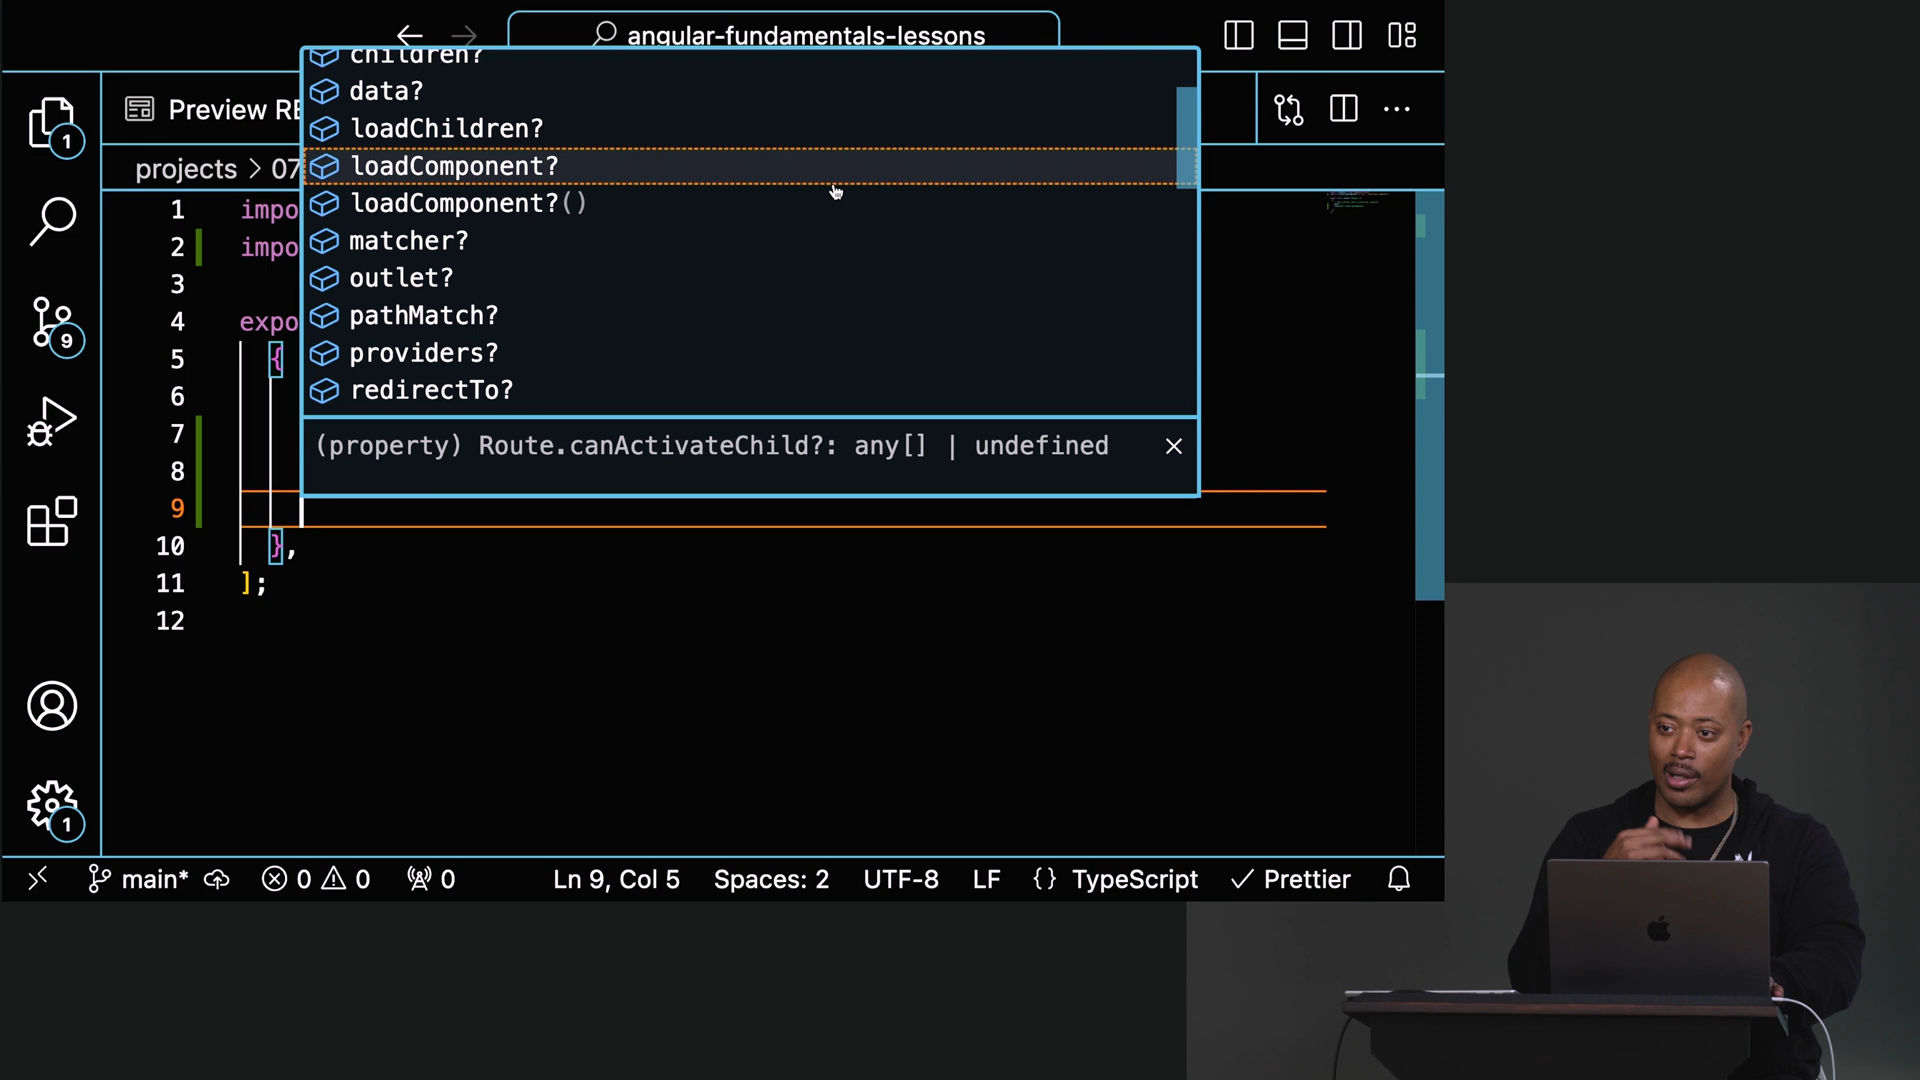 angular-fundamentals-lessons
children?
data?
loadChildren?
loadComponent?
loadComponent?()
matcher?
outlet?
pathMatch?
providers?
redirectTo?
(property) Route.canActivateChild?: any[] | undefined
1
Preview RE
projects > 07
1 impo
2 impo
3
4 expo
5 {
6
7
8
9
10 },
11 ];
12
9
1
main* 0 0 0 Ln 9, Col 5 Spaces: 2 UTF-8 LF {} TypeScript Prettier